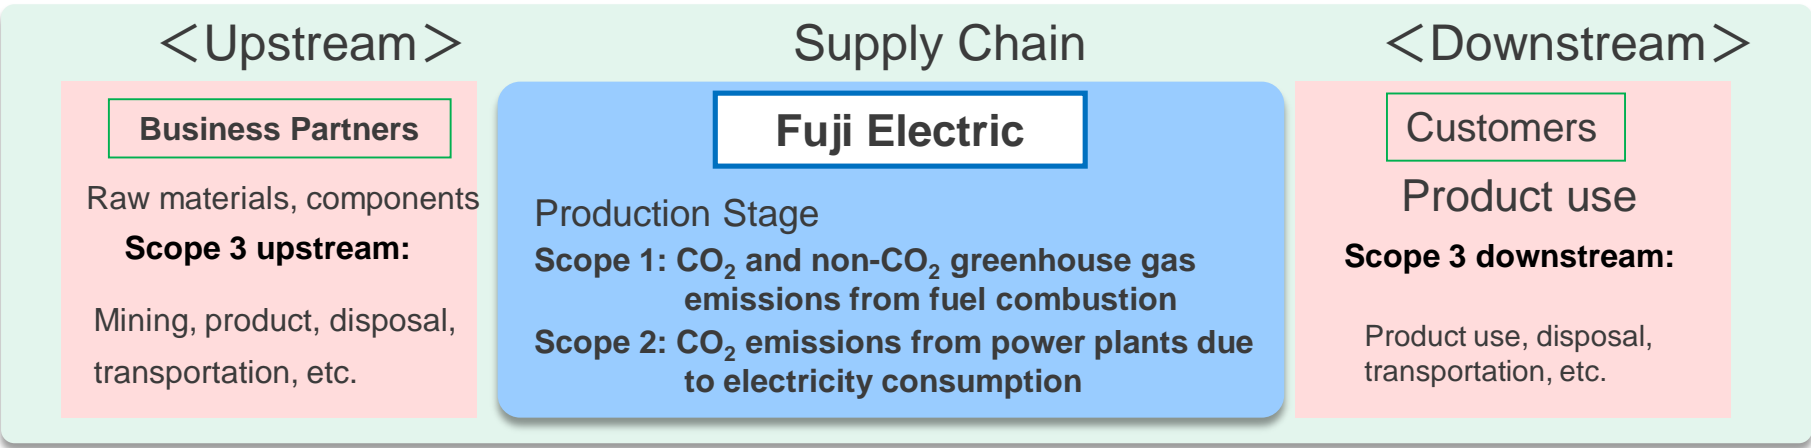 ＜Upstream＞
Supply Chain
＜Downstream＞
Business Partners
Raw materials, components
Scope 3 upstream:
Mining, product, disposal,
transportation, etc.
Fuji Electric
Production Stage
Scope 1: CO₂ and non-CO₂ greenhouse gas
emissions from fuel combustion
Scope 2: CO₂ emissions from power plants due
to electricity consumption
Customers
Product use
Scope 3 downstream:
Product use, disposal,
transportation, etc.